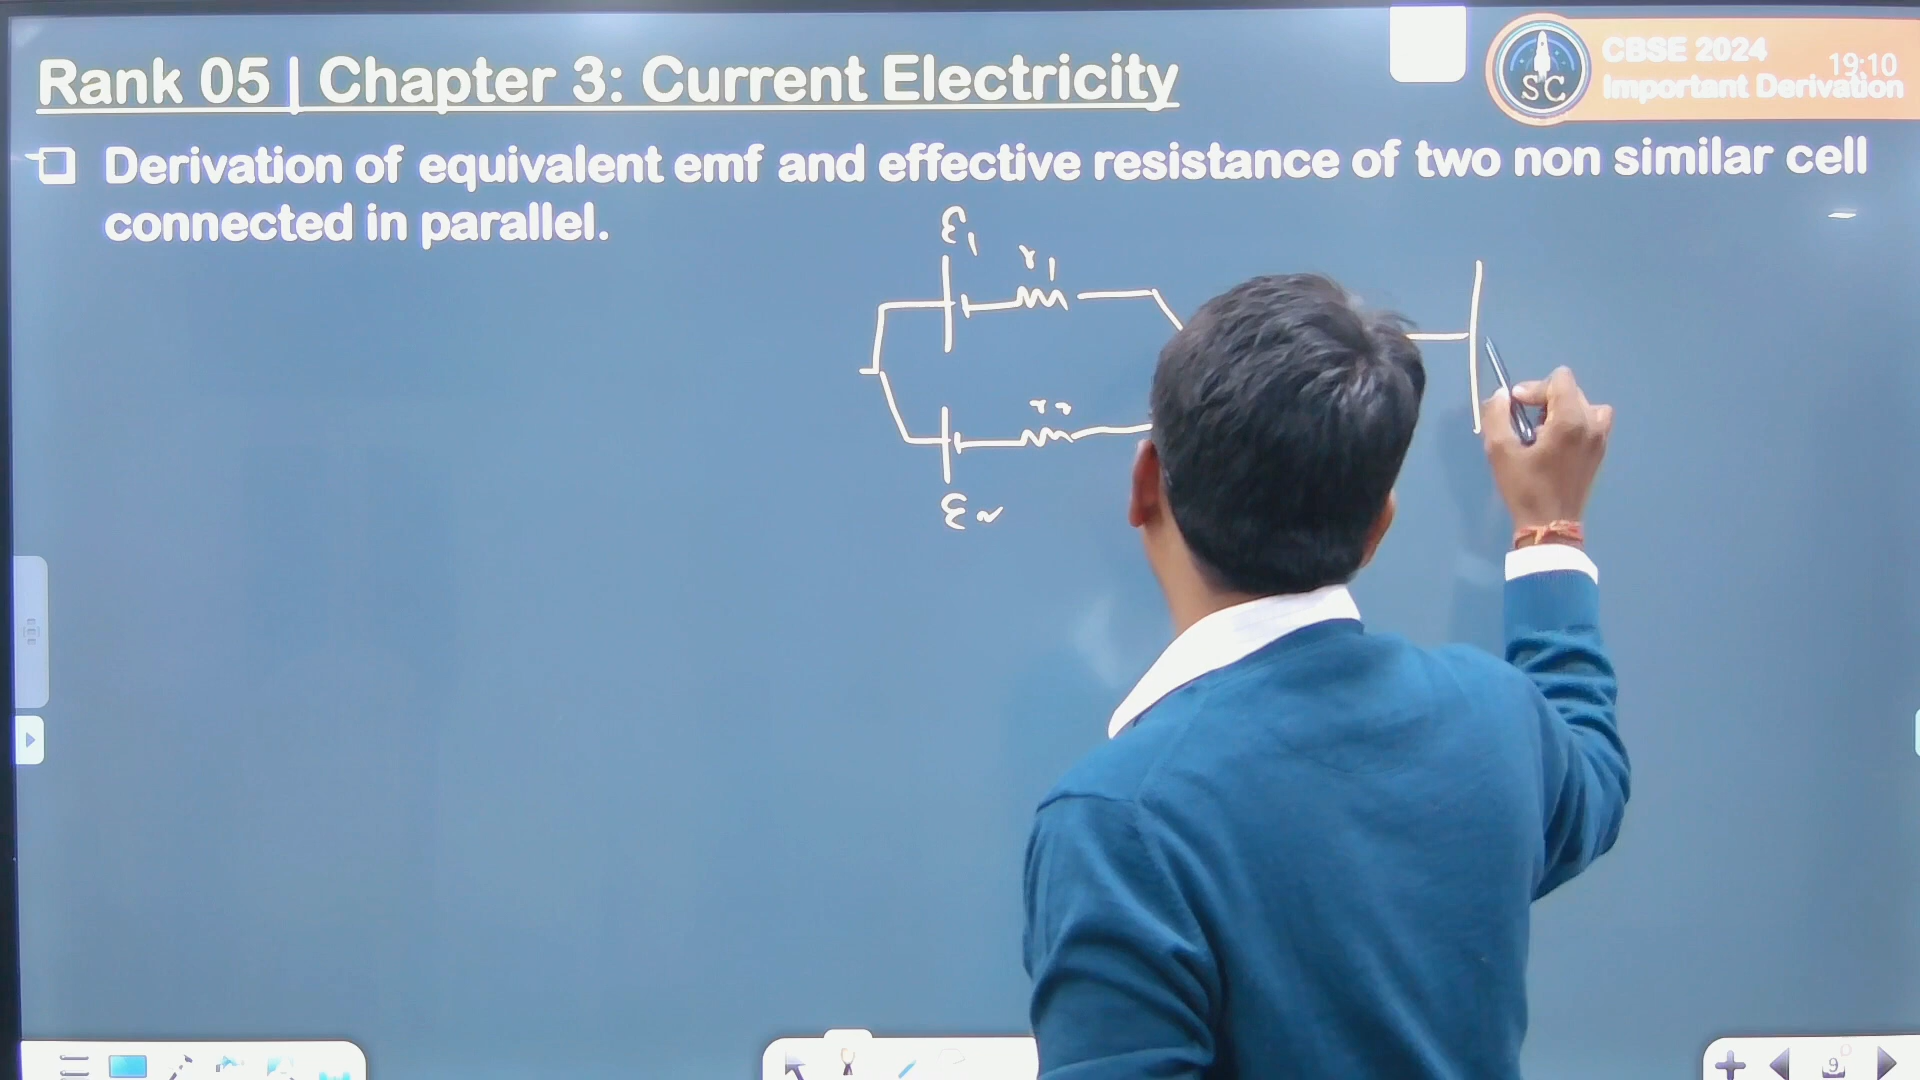 Rank 05 | Chapter 3: Current Electricity
CBSE 2024
19:10
Important Derivation
SC
Derivation of equivalent emf and effective resistance of two non similar cell
connected in parallel.
ε₁
r₁
r₂
ε₂
9